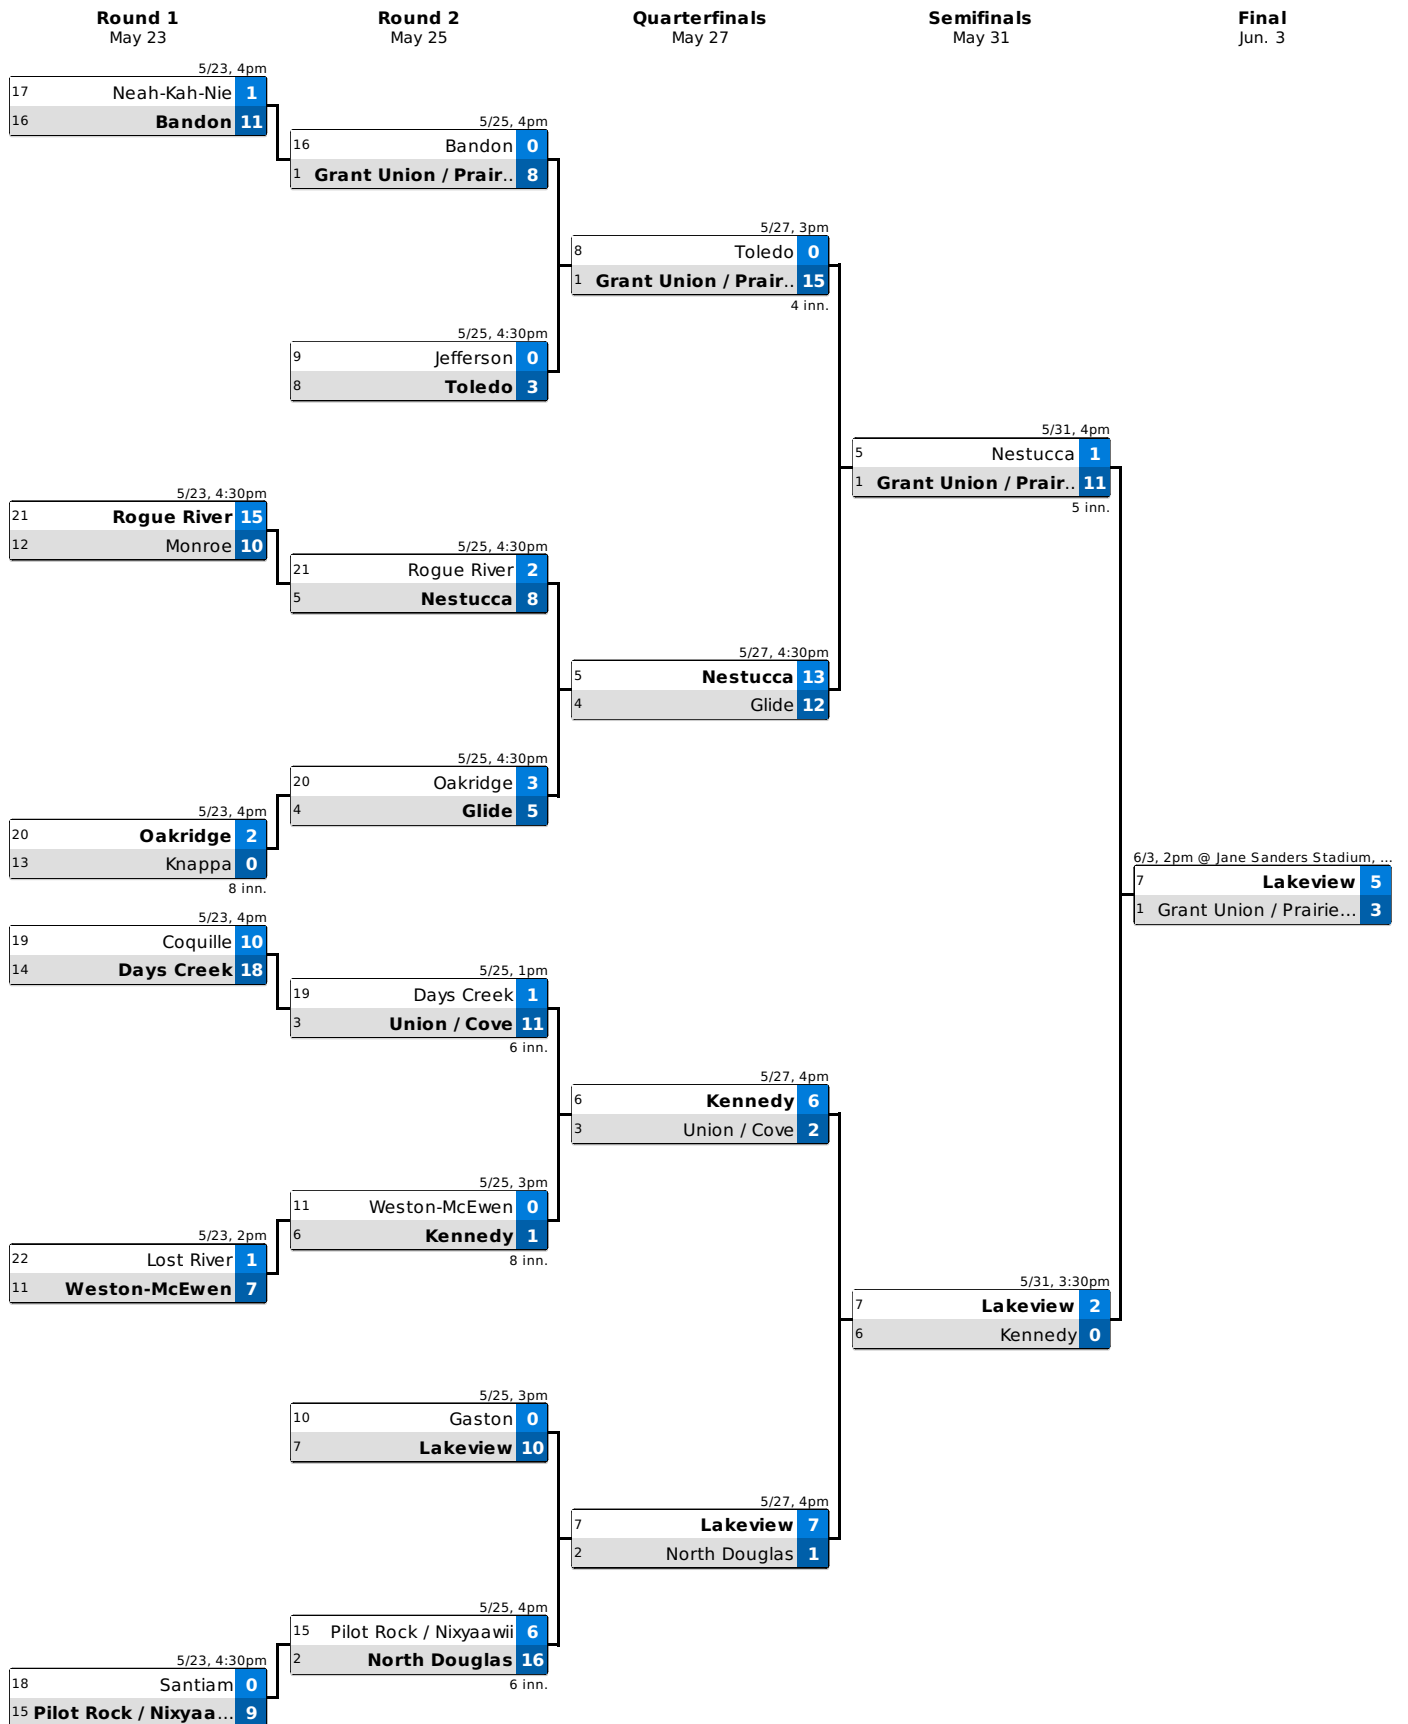 Round 1
May 23
Round 2
May 25
Quarterfinals
May 27
Semifinals
May 31
Final
Jun. 3
5/23, 4pm
17 Neah-Kah-Nie 1
16 Bandon 11
5/23, 4:30pm
21 Rogue River 15
12 Monroe 10
5/23, 4pm
20 Oakridge 2
13 Knappa 0
8 inn.
5/23, 4pm
19 Coquille 10
14 Days Creek 18
5/23, 2pm
22 Lost River 1
11 Weston-McEwen 7
5/23, 4:30pm
18 Santiam 0
15 Pilot Rock / Nixyaa... 9
5/25, 4pm
16 Bandon 0
1 Grant Union / Prair.. 8
5/25, 4:30pm
9 Jefferson 0
8 Toledo 3
5/25, 4:30pm
21 Rogue River 2
5 Nestucca 8
5/25, 4:30pm
20 Oakridge 3
4 Glide 5
5/25, 1pm
19 Days Creek 1
3 Union / Cove 11
6 inn.
5/25, 3pm
11 Weston-McEwen 0
6 Kennedy 1
8 inn.
5/25, 3pm
10 Gaston 0
7 Lakeview 10
5/25, 4pm
15 Pilot Rock / Nixyaawii 6
2 North Douglas 16
6 inn.
5/27, 3pm
8 Toledo 0
1 Grant Union / Prair.. 15
4 inn.
5/27, 4:30pm
5 Nestucca 13
4 Glide 12
5/27, 4pm
6 Kennedy 6
3 Union / Cove 2
5/27, 4pm
7 Lakeview 7
2 North Douglas 1
5/31, 4pm
5 Nestucca 1
1 Grant Union / Prair.. 11
5 inn.
5/31, 3:30pm
7 Lakeview 2
6 Kennedy 0
6/3, 2pm @ Jane Sanders Stadium, ...
7 Lakeview 5
1 Grant Union / Prairie... 3